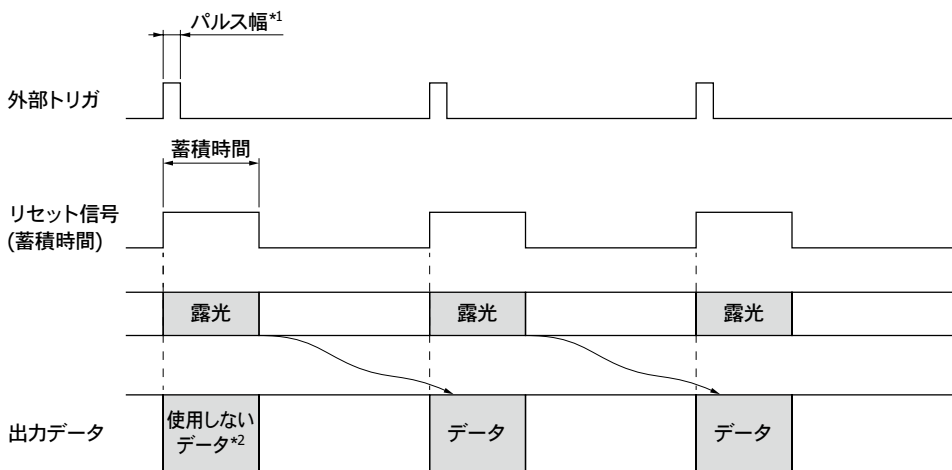 パルス幅*1
外部トリガ
蓄積時間
リセット信号
(蓄積時間)
露光
露光
露光
出力データ
使用しない
データ*2
データ
データ